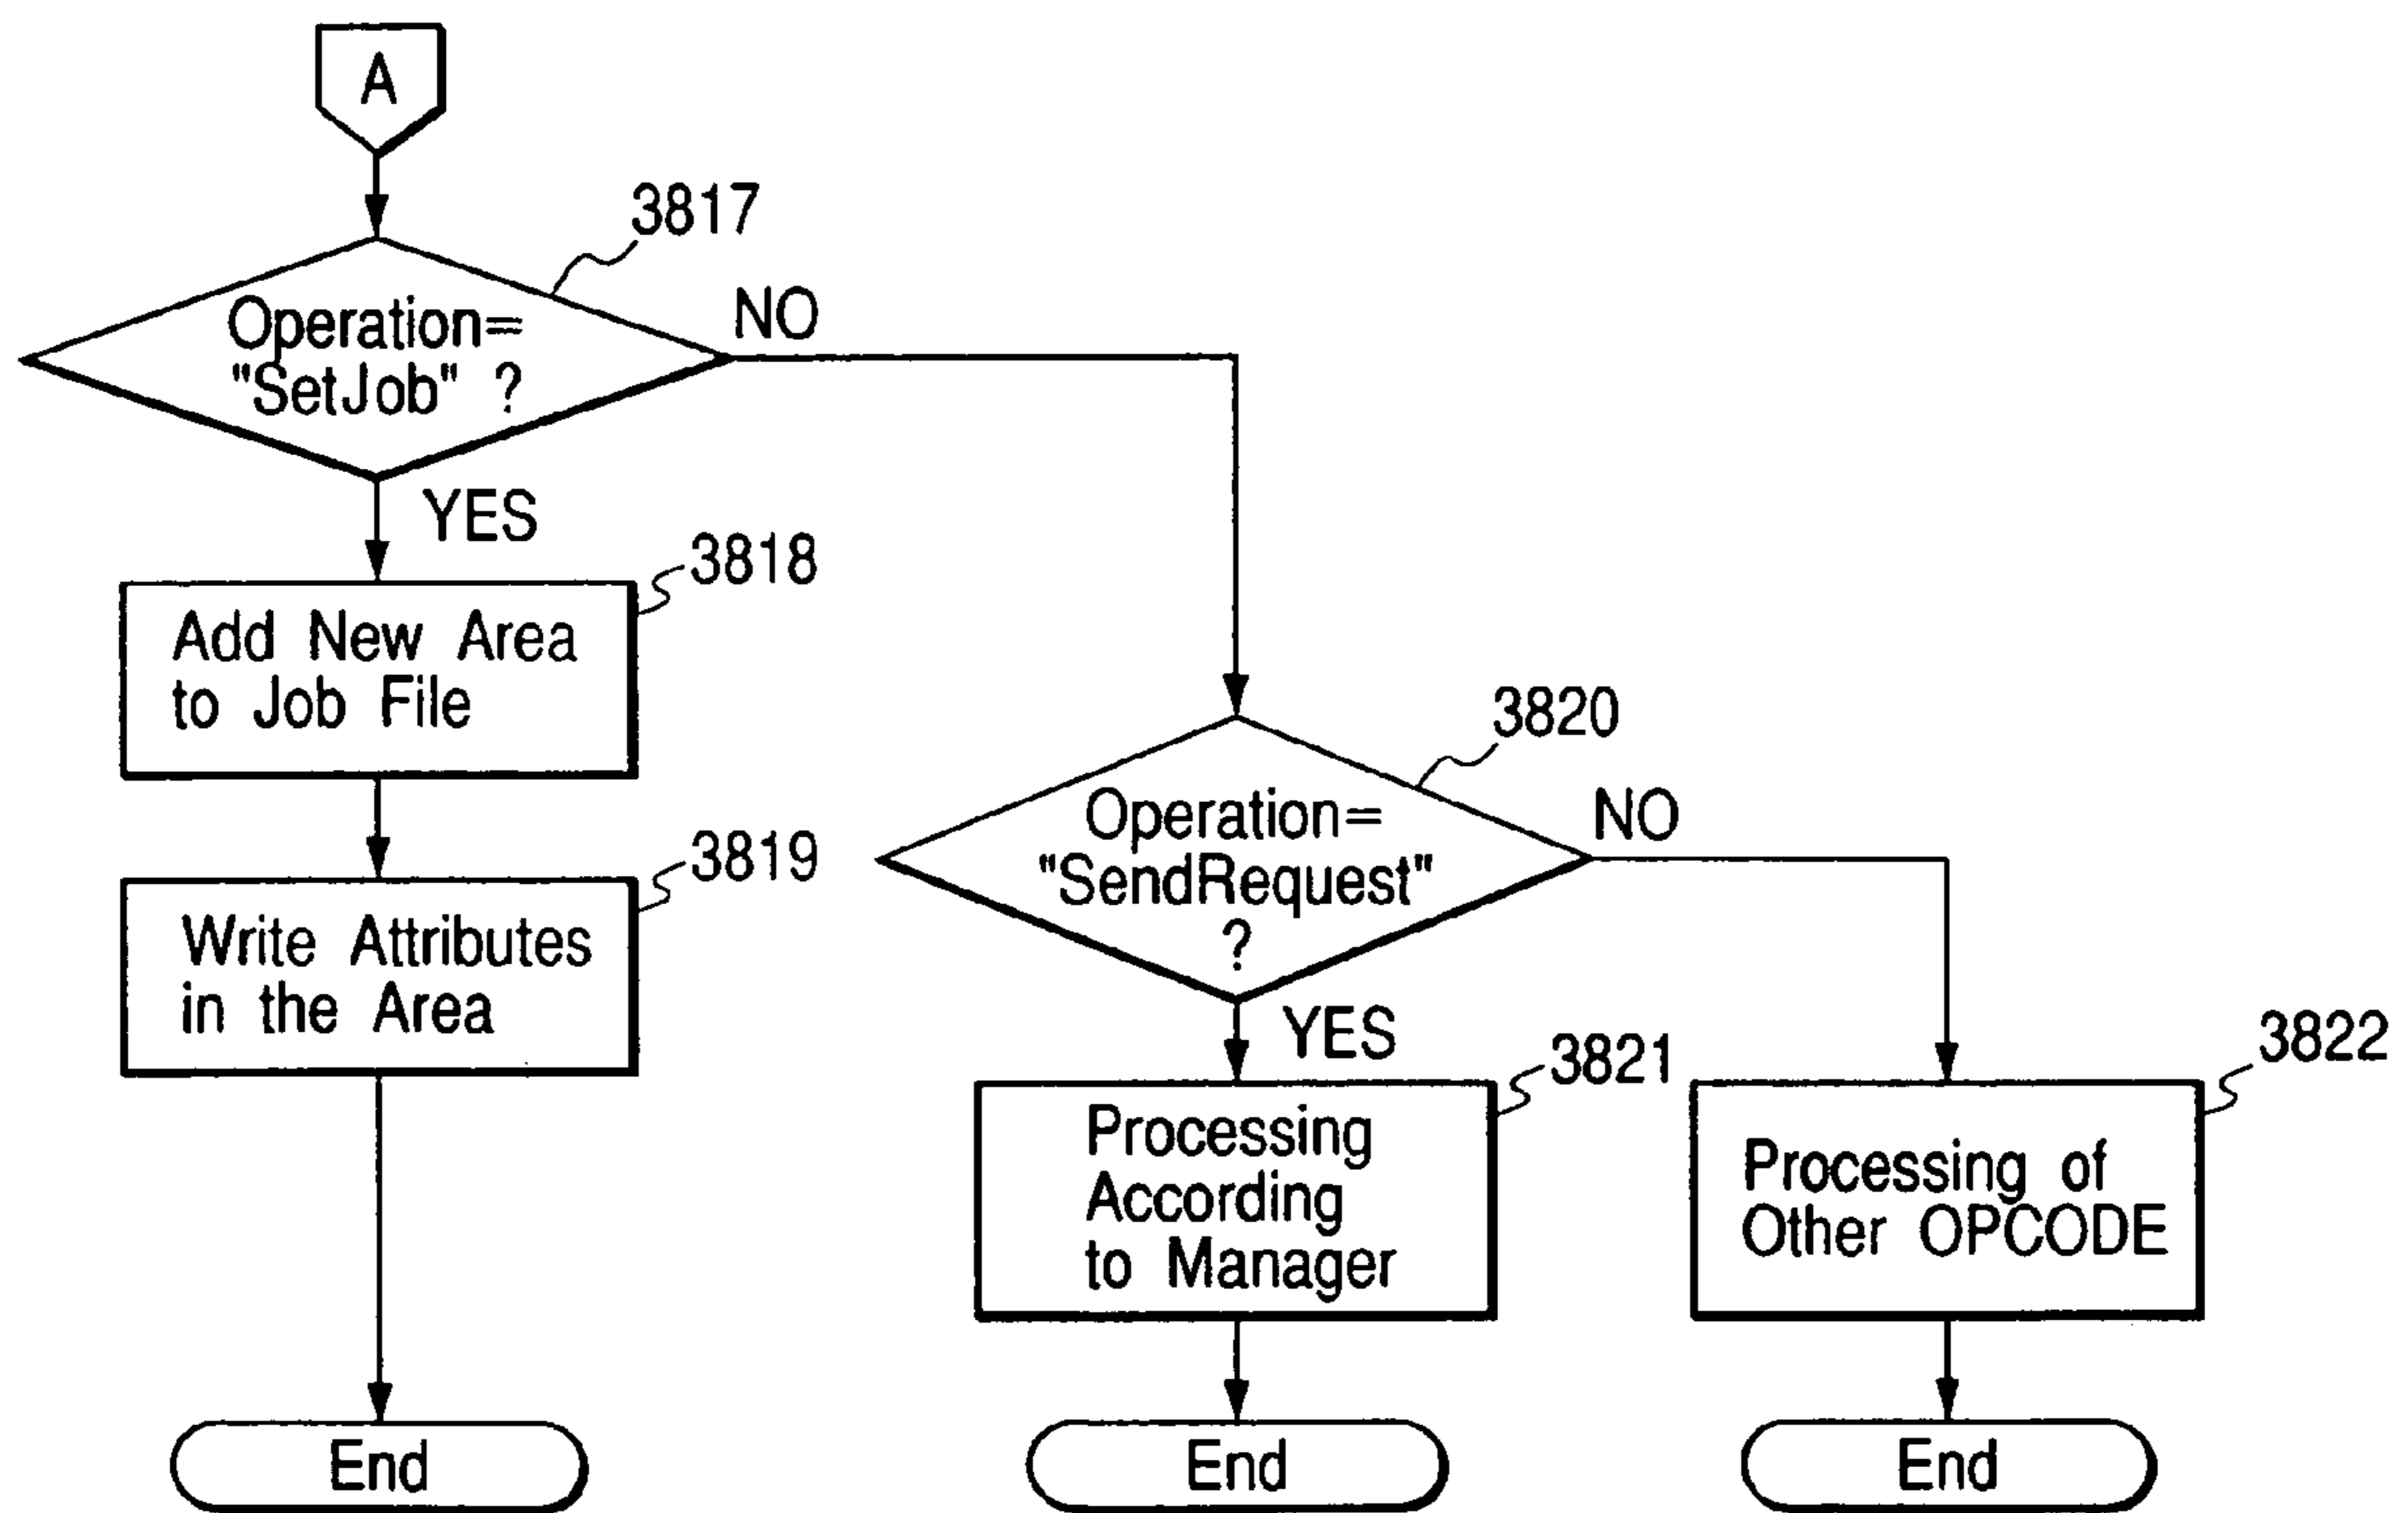 A
3817
Operation=
"SetJob" ?
NO
YES
3818
Add New Area
to Job File
3819
Write Attributes
in the Area
End
3820
Operation=
"SendRequest"
?
NO
YES
3821
Processing
According
to Manager
End
3822
Processing of
Other OPCODE
End